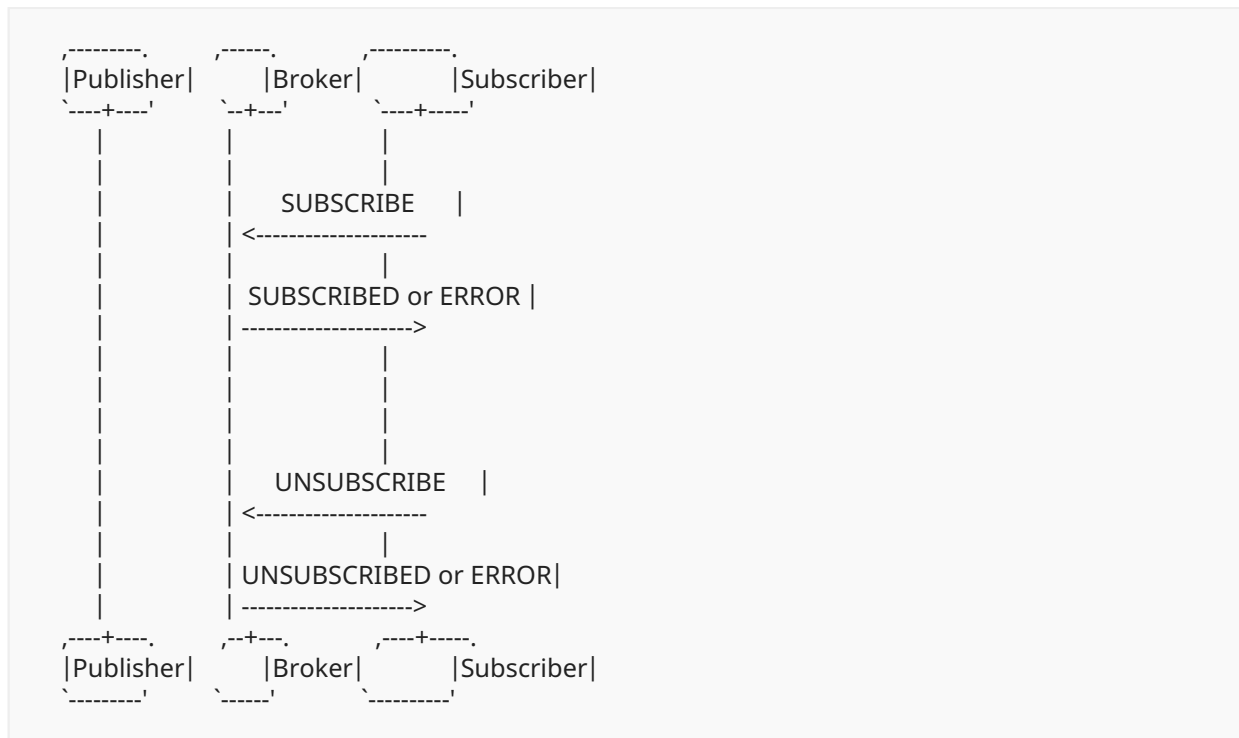 ,---------.          ,------.             ,----------.
|Publisher|          |Broker|             |Subscriber|
`----+----'          `--+---'             `----+-----'
     |                  |                      |
     |                  |                      |
     |                  |       SUBSCRIBE      |
     |                  | <---------------------
     |                  |                      |
     |                  |  SUBSCRIBED or ERROR |
     |                  | --------------------->
     |                  |                      |
     |                  |                      |
     |                  |                      |
     |                  |                      |
     |                  |      UNSUBSCRIBE     |
     |                  | <---------------------
     |                  |                      |
     |                  | UNSUBSCRIBED or ERROR|
     |                  | --------------------->
,----+----.          ,--+---.             ,----+-----.
|Publisher|          |Broker|             |Subscriber|
`---------'          `------'             `----------'